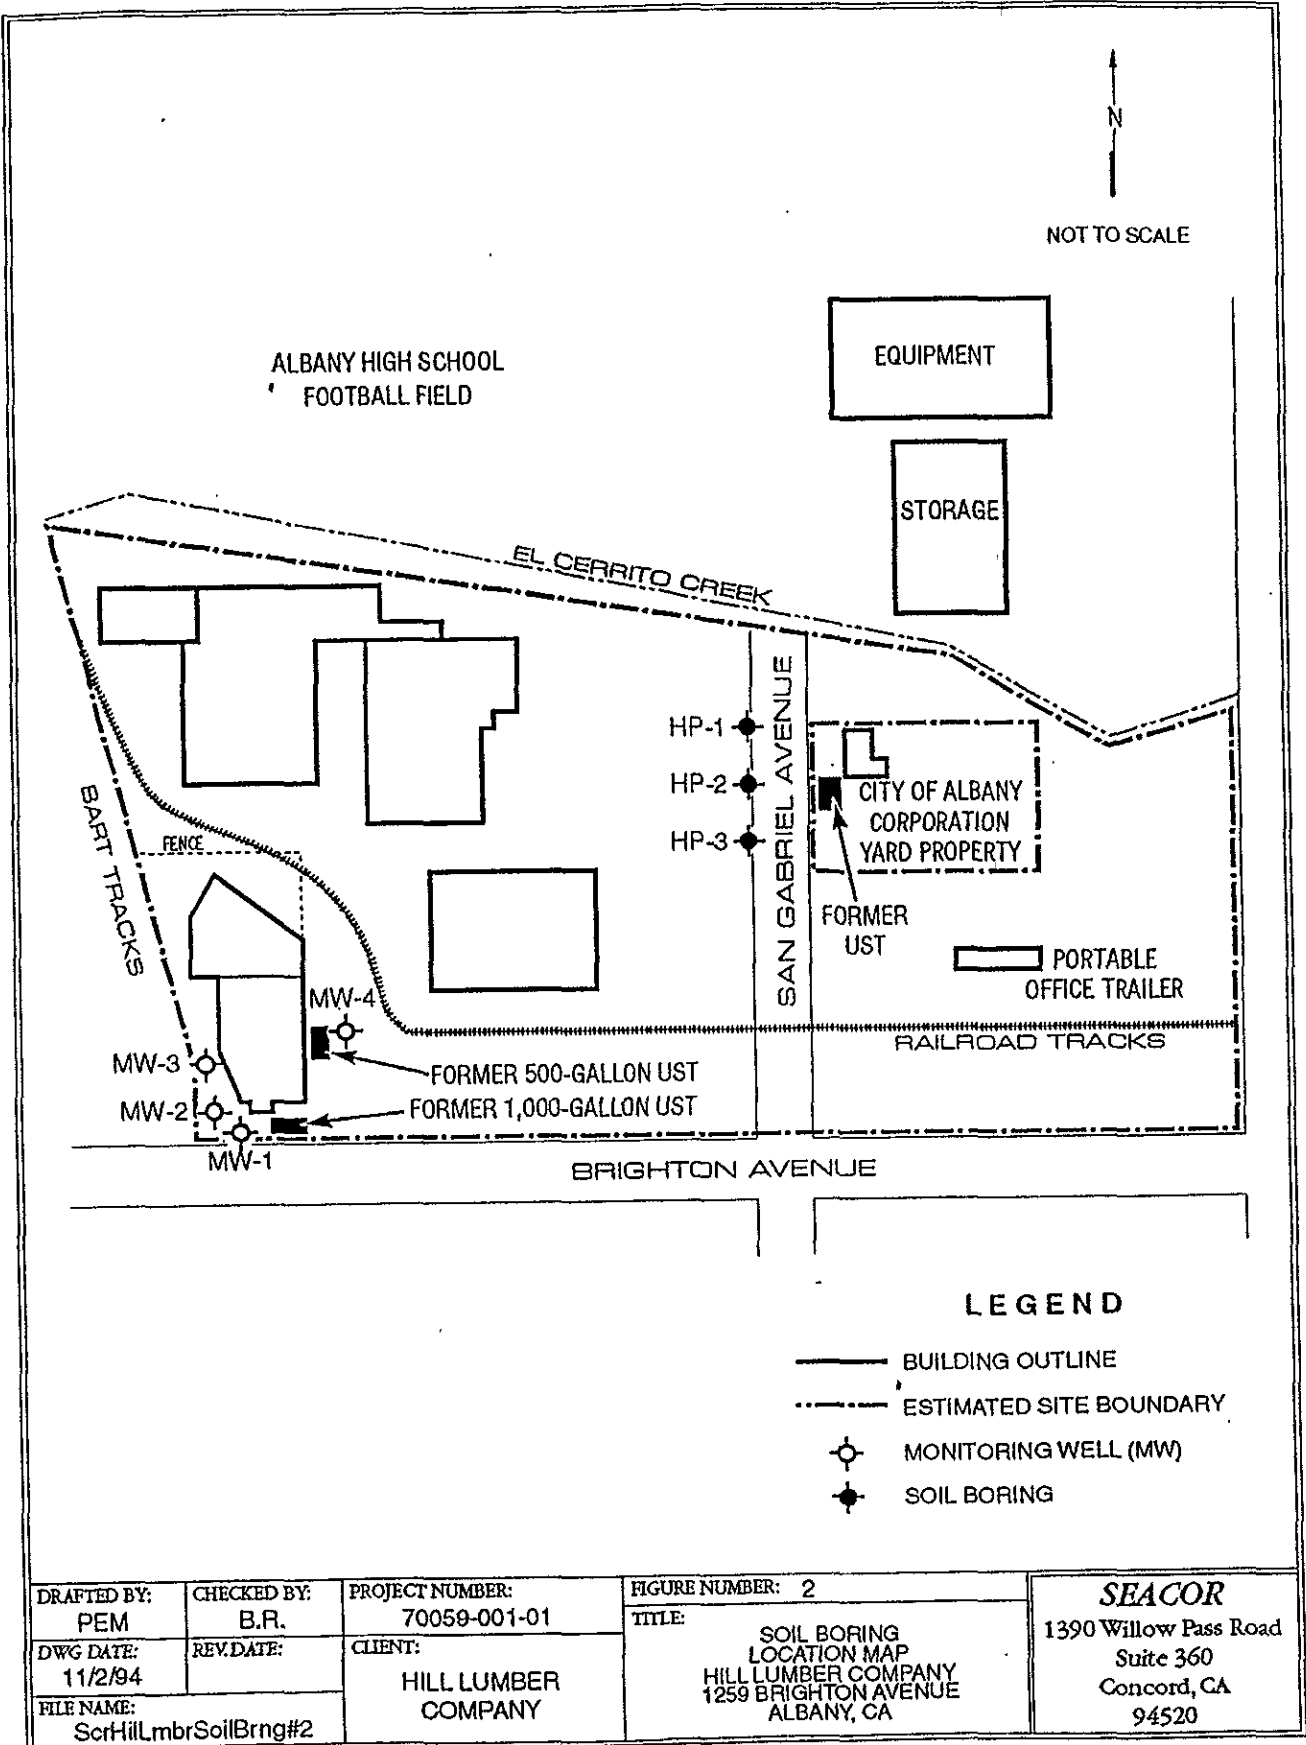 N
NOT TO SCALE
EQUIPMENT
ALBANY HIGH SCHOOL
FOOTBALL FIELD
STORAGE
EL CERRITO CREEK
SAN GABRIEL AVENUE
HP-1
HP-2
HP-3
CITY OF ALBANY
CORPORATION
YARD PROPERTY
BART TRACKS
FENCE
FORMER
UST
PORTABLE
OFFICE TRAILER
MW-4
RAILROAD TRACKS
MW-3
FORMER 500-GALLON UST
MW-2
FORMER 1,000-GALLON UST
MW-1
BRIGHTON AVENUE
LEGEND
BUILDING OUTLINE
ESTIMATED SITE BOUNDARY
MONITORING WELL (MW)
SOIL BORING
DRAFTED BY:
PEM
CHECKED BY:
B.R.
PROJECT NUMBER:
70059-001-01
FIGURE NUMBER: 2
DWG DATE:
11/2/94
REV.DATE:
CLIENT:
HILL LUMBER
COMPANY
TITLE:
SOIL BORING
LOCATION MAP
HILL LUMBER COMPANY
1259 BRIGHTON AVENUE
ALBANY, CA
FILE NAME:
ScrHilLmbrSoilBrng#2
SEACOR
1390 Willow Pass Road
Suite 360
Concord, CA
94520